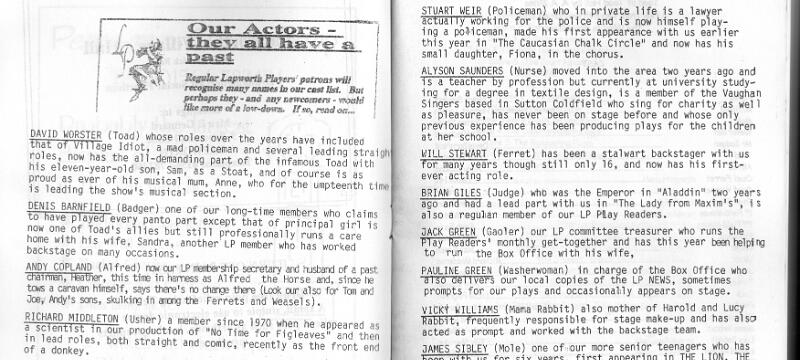 LP
Our Actors -
they all have a
past
Regular Lapworth Players' patrons will
recognise many names in our cast list. But
perhaps they - and any newcomers - would
like more of a low-down. If so, read on...
DAVID WORSTER (Toad) whose roles over the years have included
that of Village Idiot, a mad policeman and several leading straight
roles, now has the all-demanding part of the infamous Toad with
his eleven-year-old son, Sam, as a Stoat, and of course is as
proud as ever of his musical mum, Anne, who for the umpteenth time
is leading the show's musical section.
DENIS BARNFIELD (Badger) one of our long-time members who claims
to have played every panto part except that of principal girl is
now one of Toad's allies but still professionally runs a care
home with his wife, Sandra, another LP member who has worked
backstage on many occasions.
ANDY COPLAND (Alfred) now our LP membership secretary and husband of a past
chairman, Heather, this time in harness as Alfred the Horse and, since he
tows a caravan himself, says there's no change there (Look our also for Tom and
Joey, Andy's sons, skulking in among the Ferrets and Weasels).
RICHARD MIDDLETON (Usher) a member since 1970 when he appeared as
a scientist in our production of "No Time for Figleaves" and then
in lead roles, both straight and comic, recently as the front end
of a donkey.
STUART WEIR (Policeman) who in private life is a lawyer
actually working for the police and is now himself play-
ing a policeman, made his first appearance with us earlier
this year in "The Caucasian Chalk Circle" and now has his
small daughter, Fiona, in the chorus.
ALYSON SAUNDERS (Nurse) moved into the area two years ago and
is a teacher by profession but currently at university study-
ing for a degree in textile design, is a member of the Vaughan
Singers based in Sutton Coldfield who sing for charity as well
as pleasure, has never been on stage before and whose only
previous experience has been producing plays for the children
at her school.
WILL STEWART (Ferret) has been a stalwart backstager with us
for many years though still only 16, and now has his first-
ever acting role.
BRIAN GILES (Judge) who was the Emperor in "Aladdin" two years
ago and had a lead part with us in "The Lady from Maxim's", is
also a regular member of our LP Play Readers.
JACK GREEN (Gaoler) our LP committee treasurer who runs the
Play Readers' monthly get-together and has this year been helping
to run the Box Office with his wife,
PAULINE GREEN (Washerwoman) in charge of the Box Office who
also delivers our local copies of the LP NEWS, sometimes
prompts for our plays and occasionally appears on stage.
VICKY WILLIAMS (Mama Rabbit) also mother of Harold and Lucy
Rabbit, frequently responsible for stage make-up and has also
acted as prompt and worked with the backstage team.
JAMES SIBLEY (Mole) one of our more senior teenagers who has
been with us for six years, first appearing in THE LION, THE